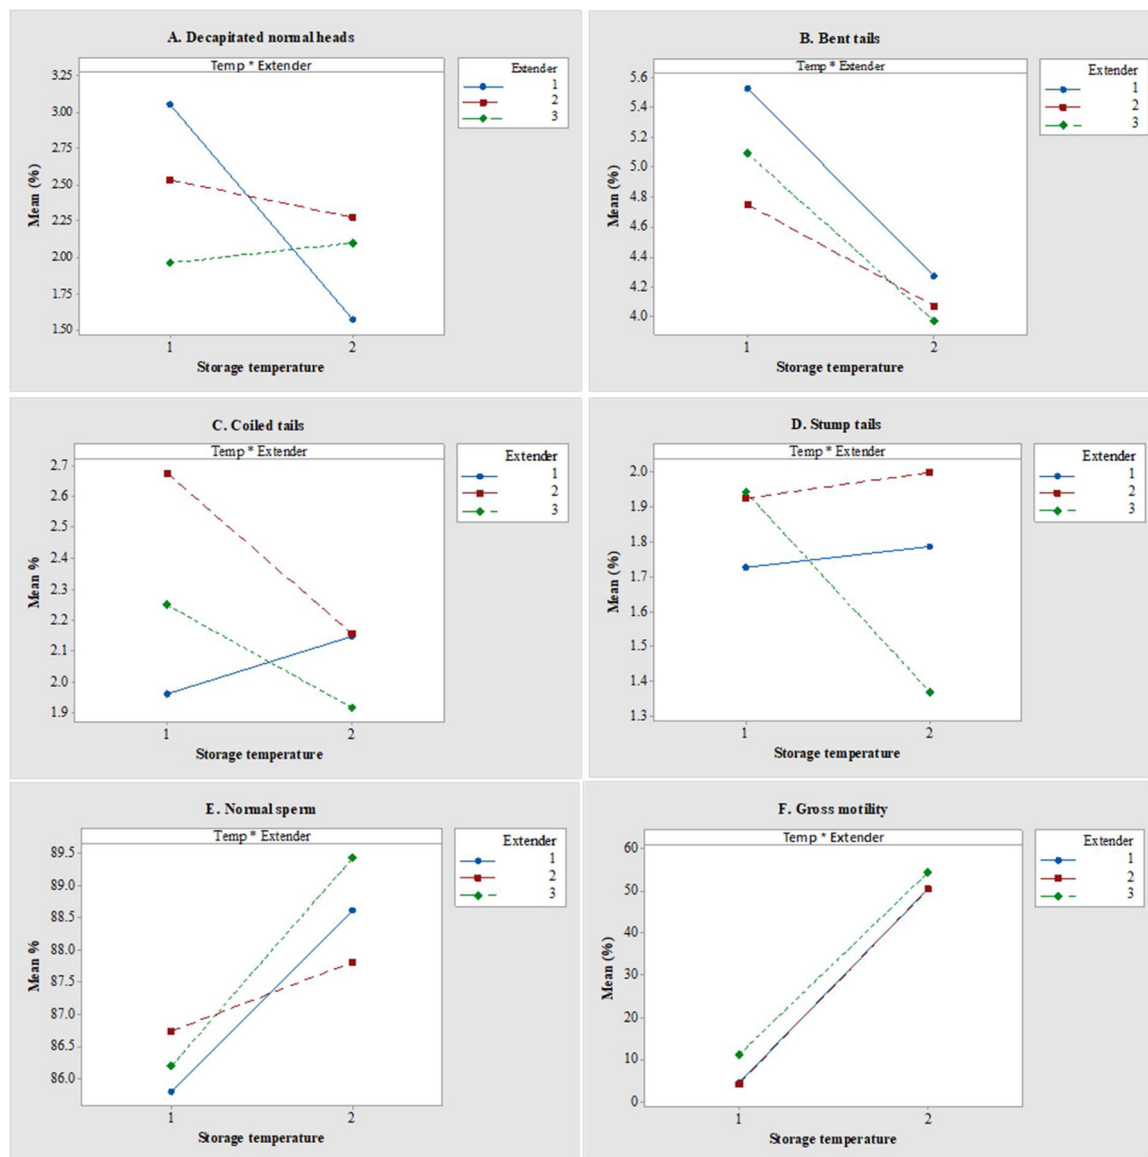 A. Decapitated normal heads
Temp * Extender
Extender
1
2
3
3.25
3.00
2.75
2.50
2.25
2.00
1.75
1.50
Mean (%)
1 2
Storage temperature
B. Bent tails
Temp * Extender
Extender
1
2
3
5.6
5.4
5.2
5.0
4.8
4.6
4.4
4.2
4.0
Mean (%)
1 2
Storage temperature
C. Coiled tails
Temp * Extender
Extender
1
2
3
2.7
2.6
2.5
2.4
2.3
2.2
2.1
2.0
1.9
Mean %
1 2
Storage temperature
D. Stump tails
Temp * Extender
Extender
1
2
3
2.0
1.9
1.8
1.7
1.6
1.5
1.4
1.3
Mean (%)
1 2
Storage temperature
E. Normal sperm
Temp * Extender
Extender
1
2
3
89.5
89.0
88.5
88.0
87.5
87.0
86.5
86.0
Mean %
1 2
Storage temperature
F. Gross motility
Temp * Extender
Extender
1
2
3
60
50
40
30
20
10
0
Mean (%)
1 2
Storage temperature